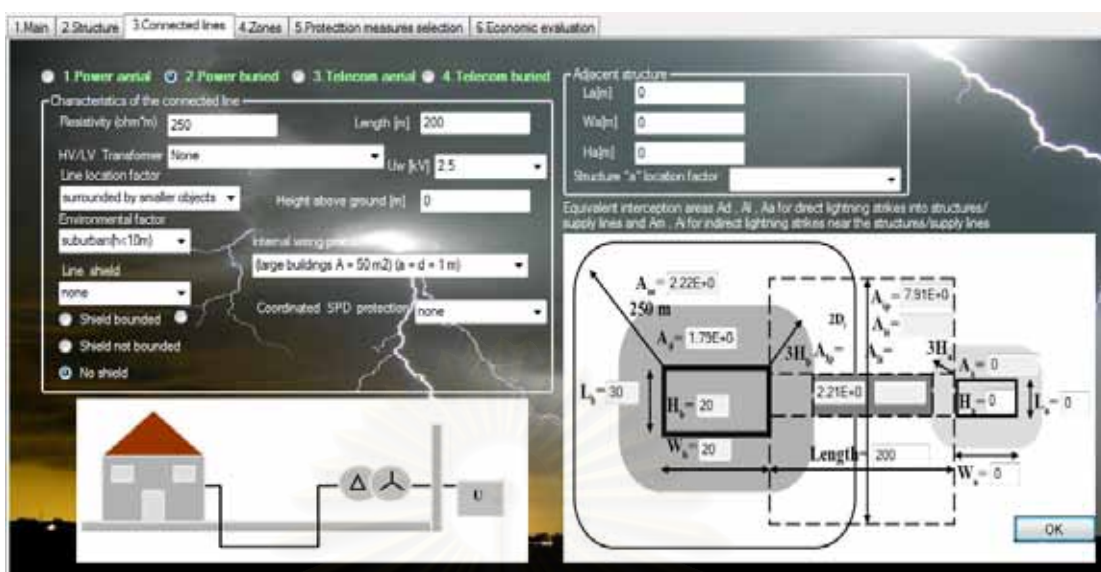 1.Main 2.Structure 3.Connected lines 4.Zones 5.Protecttion measures selection 6.Economic evaluation
1.Power aerial 2.Power buried 3.Telecom aerial 4.Telecom buried
Characteristics of the connected line
Resistivity (ohm*m) 250 Length [m] 200
HV/LV Transformer None Uw [kV] 2.5
Line location factor
surrounded by smaller objects Height above ground [m] 0
Environmental factor
suburban(h<10m) Internal wiring
Line shield (large buildings A = 50 m2) (a = d = 1 m)
none Coordinated SPD protection none
Shield bounded
Shield not bounded
No shield
Adjacent structure
La[m] 0
Wa[m] 0
Ha[m] 0
Structure "a" location factor
Equivalent interception areas Ad , Al , Aa for direct lightning strikes into structures/
supply lines and Am , Ai for indirect lightning strikes near the structures/supply lines
Am= 2.22E+0
250 m
Ad= 1.79E+0
Lb= 30
Hb= 20
Wb= 20
3Hb
2Di
Aip= 7.91E+0
Alp= 2.21E+0
3Ha
Aa= 0
Ha= 0
La= 0
Wa= 0
Length= 200
OK
Δ
U